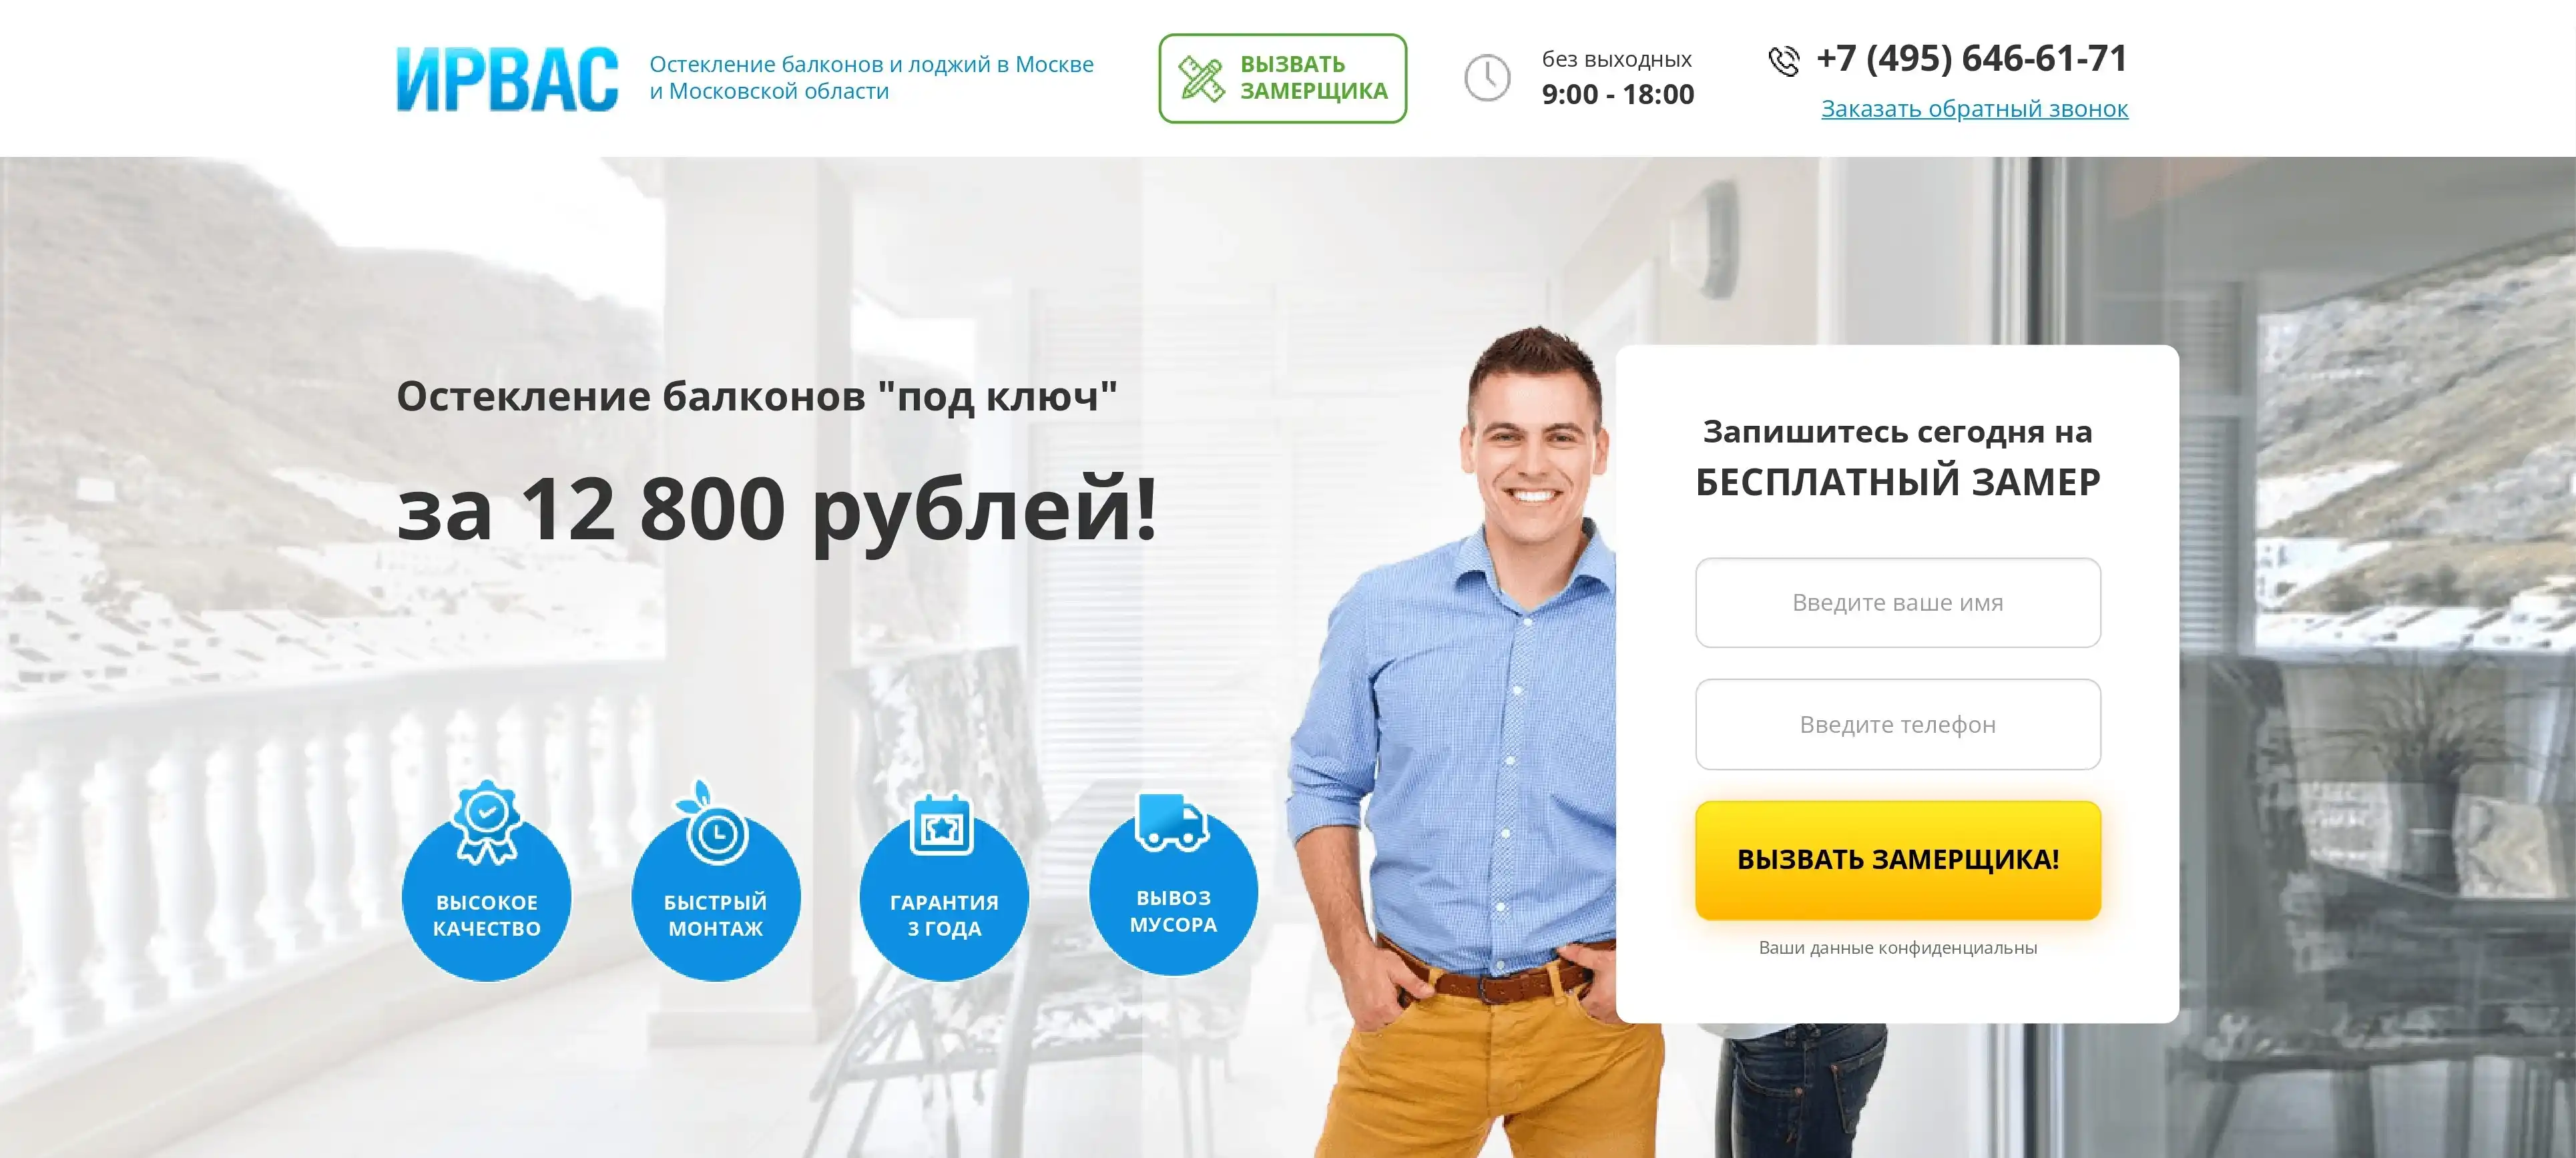 ИРВАС
Остекление балконов и лоджий в Москве
и Московской области
ВЫЗВАТЬ
ЗАМЕРЩИКА
без выходных
9:00 - 18:00
+7 (495) 646-61-71
Заказать обратный звонок
Остекление балконов "под ключ"
за 12 800 рублей!
ВЫСОКОЕ
КАЧЕСТВО
БЫСТРЫЙ
МОНТАЖ
ГАРАНТИЯ
3 ГОДА
ВЫВОЗ
МУСОРА
Запишитесь сегодня на
БЕСПЛАТНЫЙ ЗАМЕР
Введите ваше имя
Введите телефон
ВЫЗВАТЬ ЗАМЕРЩИКА!
Ваши данные конфиденциальны